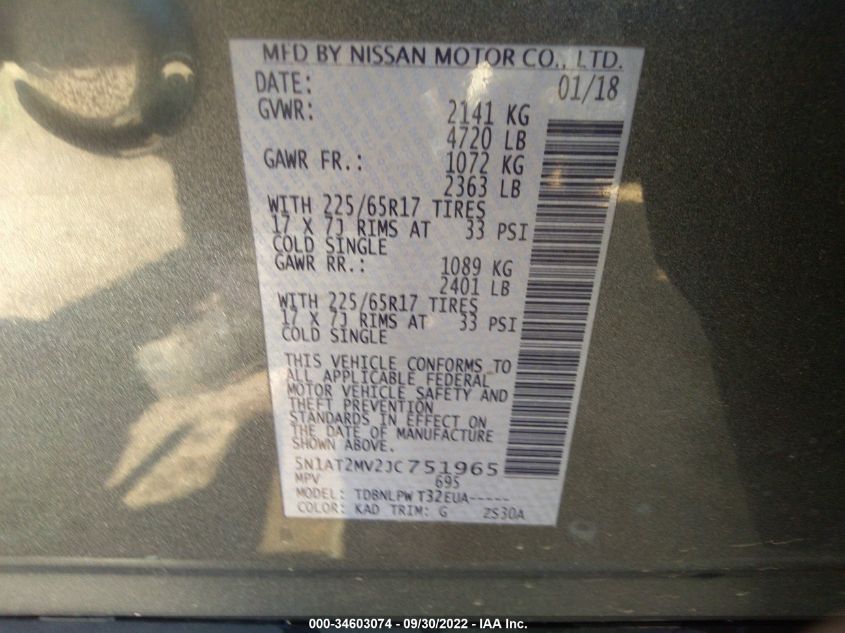 MFD BY NISSAN MOTOR CO., LTD.
DATE: 01/18
GVWR: 2141 KG
4720 LB
GAWR FR.: 1072 KG
2363 LB
WITH 225/65R17 TIRES
17 X 7J RIMS AT 33 PSI
COLD SINGLE
GAWR RR.: 1089 KG
2401 LB
WITH 225/65R17 TIRES
17 X 7J RIMS AT 33 PSI
COLD SINGLE
THIS VEHICLE CONFORMS TO
ALL APPLICABLE FEDERAL
MOTOR VEHICLE SAFETY AND
THEFT PREVENTION
STANDARDS IN EFFECT ON
THE DATE OF MANUFACTURE
SHOWN ABOVE.
5N1AT2MV2JC751965
MPV 695
MODEL: TDBNLPW T32EUA-----
COLOR: KAD TRIM: G 2S30A
000-34603074 - 09/30/2022 - IAA Inc.